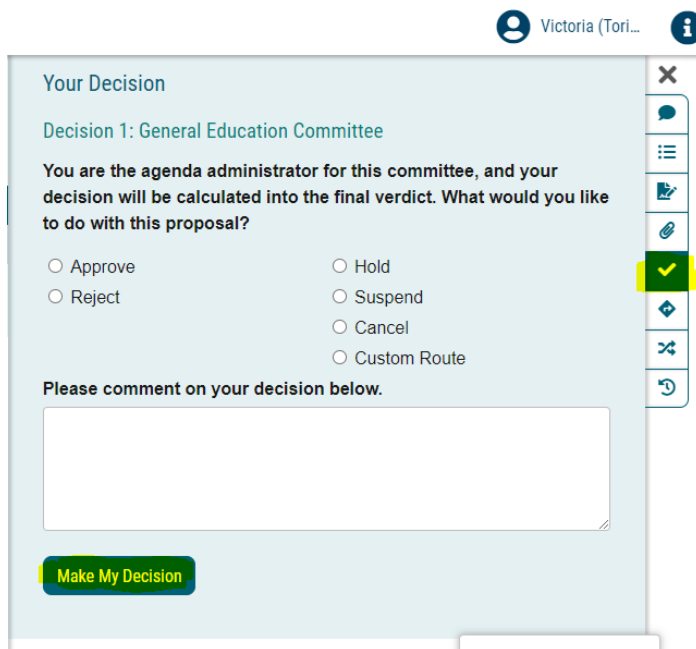 Victoria (Tori...
Your Decision
Decision 1: General Education Committee
You are the agenda administrator for this committee, and your
decision will be calculated into the final verdict. What would you like
to do with this proposal?
Approve
Hold
Reject
Suspend
Cancel
Custom Route
Please comment on your decision below.
Make My Decision